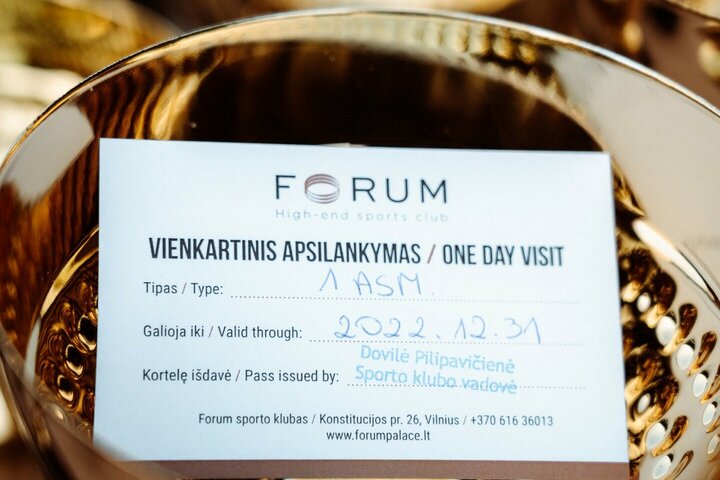 FORUM
High-end sports club
VIENKARTINIS APSILANKYMAS / ONE DAY VISIT
Tipas / Type: 1 ASM.
Galioja iki / Valid through: 2022.12.31
Dovilė Pilipavičienė
Kortelę išdavė / Pass issued by: Sporto klubo vadovė
Forum sporto klubas / Konstitucijos pr. 26, Vilnius / +370 616 36013
www.forumpalace.lt